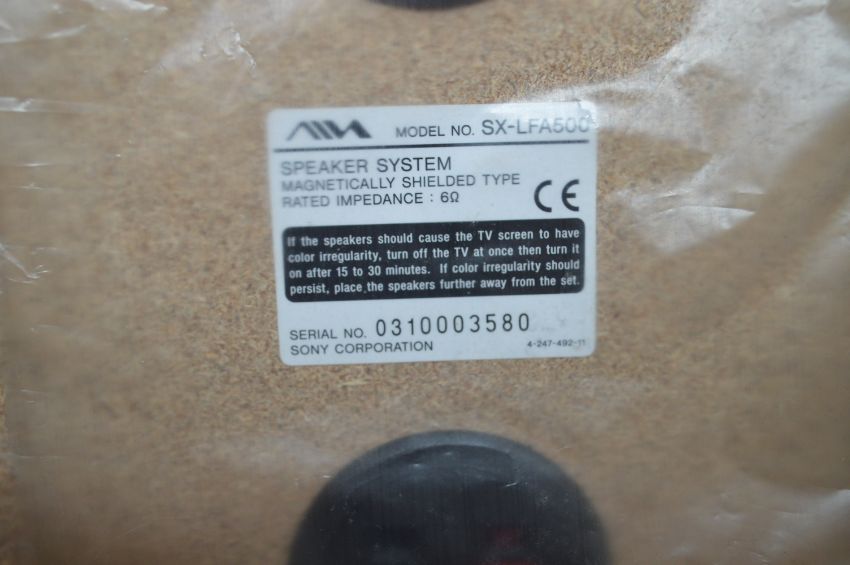 AIWA MODEL NO. SX-LFA500
SPEAKER SYSTEM
MAGNETICALLY SHIELDED TYPE
RATED IMPEDANCE : 6Ω CE
If the speakers should cause the TV screen to have
color irregularity, turn off the TV at once then turn it
on after 15 to 30 minutes. If color irregularity should
persist, place the speakers further away from the set.
SERIAL NO. 0310003580
SONY CORPORATION 4-247-492-11